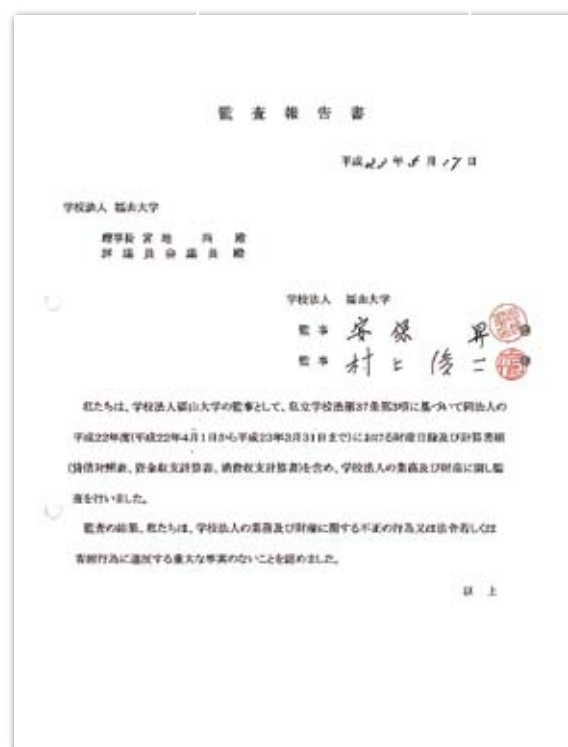 監 査 報 告 書
平成23年5月17日
学校法人 福山大学
理事長 宮 地 尚 殿
評 議 員 会 議 長 殿
学校法人 福山大学
監 事 安 保 昇
監 事 村 上 俊 二
私たちは、学校法人福山大学の監事として、私立学校法第37条第3項に基づいて同法人の
平成22年度(平成22年4月1日から平成23年3月31日まで)における財産目録及び計算書類
(貸借対照表、資金収支計算書、消費収支計算書)を含め、学校法人の業務及び財産に関し監
査を行いました。
監査の結果、私たちは、学校法人の業務及び財産に関する不正の行為又は法令若しくは
寄附行為に違反する重大な事実のないことを認めました。
以 上